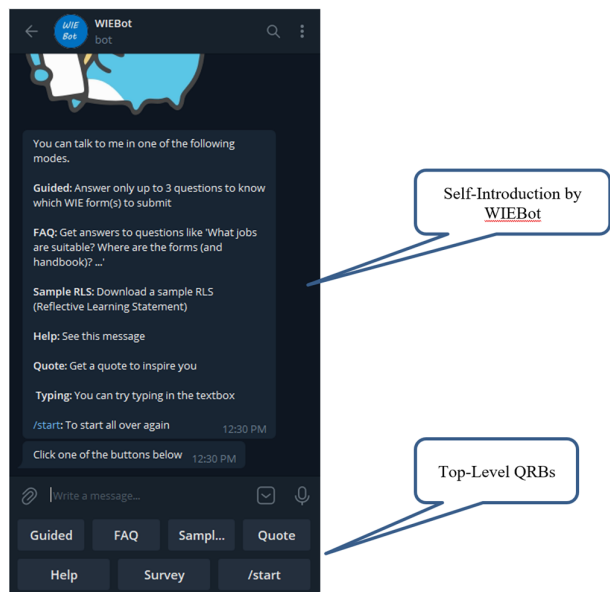 WIE
Bot
WIEBot
bot
You can talk to me in one of the following
modes.
Guided: Answer only up to 3 questions to know
which WIE form(s) to submit
FAQ: Get answers to questions like 'What jobs
are suitable? Where are the forms (and
handbook)? ...'
Sample RLS: Download a sample RLS
(Reflective Learning Statement)
Help: See this message
Quote: Get a quote to inspire you
Typing: You can try typing in the textbox
/start: To start all over again
12:30 PM
Click one of the buttons below 12:30 PM
Write a message...
Guided FAQ Sampl... Quote
Help Survey /start
Self-Introduction by
WIEBot
Top-Level QRBs